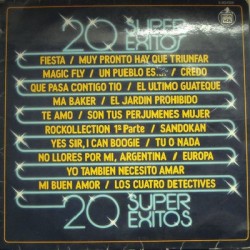 20 SUPER
EXITOS
FIESTA / MUY PRONTO HAY QUE TRIUNFAR
MAGIC FLY / UN PUEBLO ES.... / CREDO
QUE PASA CONTIGO TIO / EL ULTIMO GUATEQUE
MA BAKER / EL JARDIN PROHIBIDO
TE AMO / SON TUS PERJUMENES MUJER
ROCKOLLECTION 1ª Parte / SANDOKAN
YES SIR, I CAN BOOGIE / TU O NADA
NO LLORES POR MI, ARGENTINA / EUROPA
YO TAMBIEN NECESITO AMAR
MI BUEN AMOR / LOS CUATRO DETECTIVES
20 SUPER
EXITOS